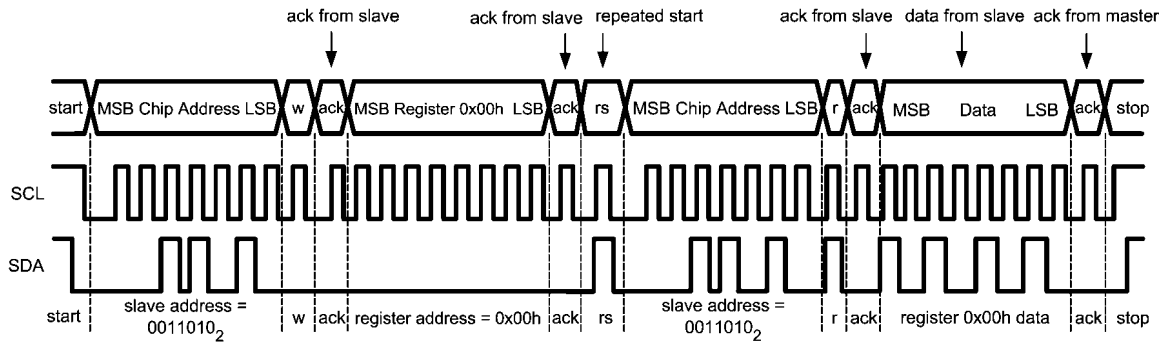 ack from slave ack from slave repeated start ack from slave data from slave ack from master
start MSB Chip Address LSB w ack MSB Register 0x00h LSB ack rs MSB Chip Address LSB r ack MSB Data LSB ack stop
SCL
SDA
slave address = slave address =
start 00110102 w ack register address = 0x00h ack rs 00110102 r ack register 0x00h data ack stop